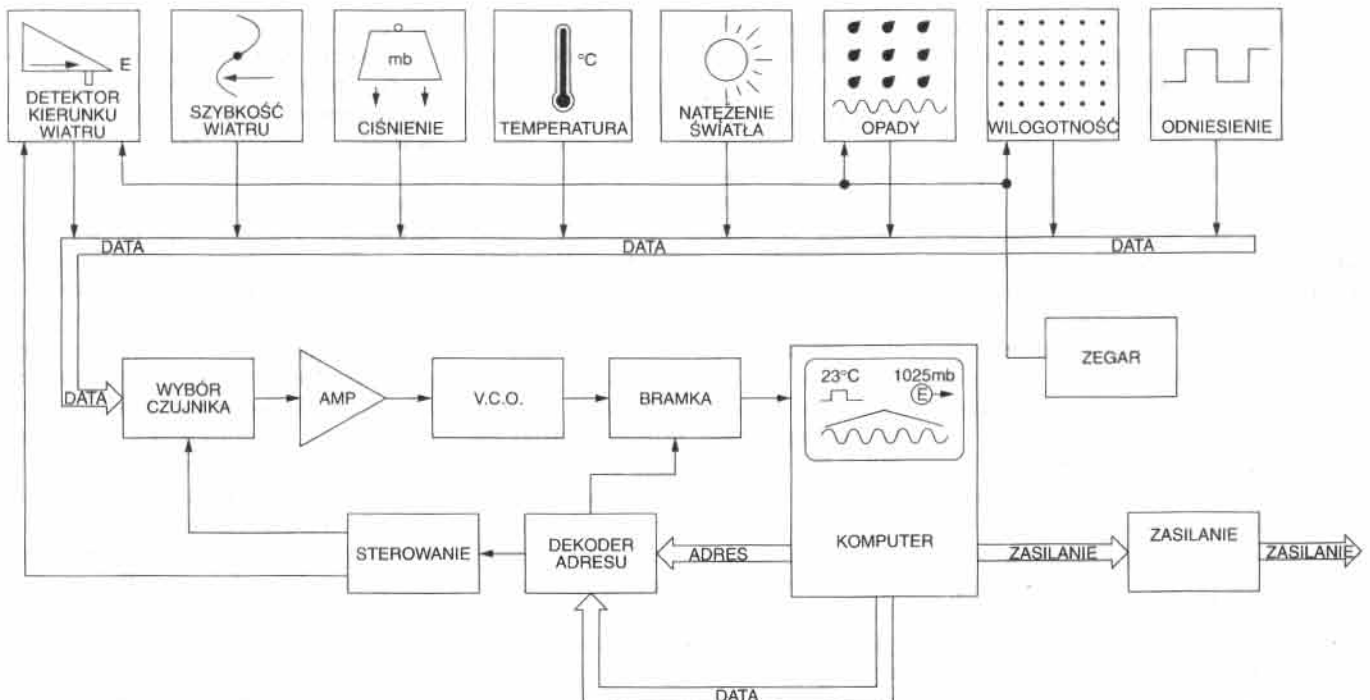 E
DETEKTOR
KIERUNKU
WIATRU
SZYBKOŚĆ
WIATRU
mb
CIŚNIENIE
°C
TEMPERATURA
NATĘŻENIE
ŚWIATŁA
OPADY
WILOGOTNOŚĆ
ODNIESIENIE
DATA DATA DATA
ZEGAR
DATA
WYBÓR
CZUJNIKA
AMP
V.C.O.
BRAMKA
23°C 1025mb
E
KOMPUTER
STEROWANIE
DEKODER
ADRESU
ADRES
ZASILANIE
ZASILANIE
ZASILANIE
DATA